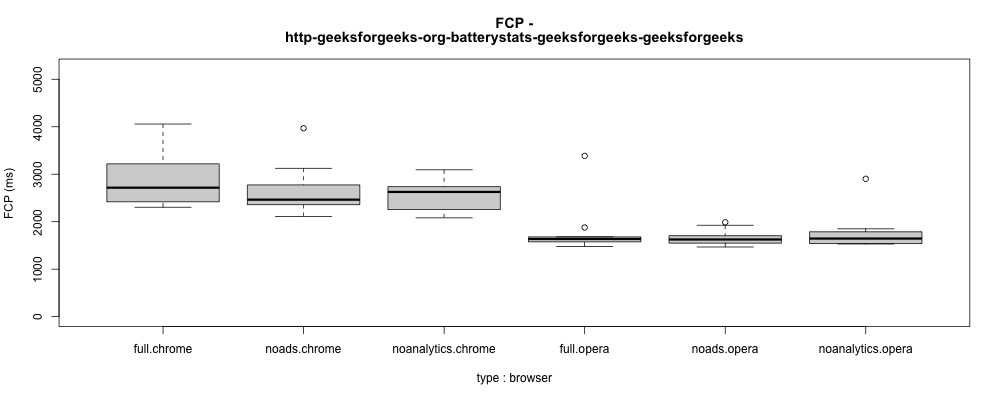 FCP -
http-geeksforgeeks-org-batterystats-geeksforgeeks-geeksforgeeks
FCP (ms)
5000
4000
3000
2000
1000
0
full.chrome noads.chrome noanalytics.chrome full.opera noads.opera noanalytics.opera
type : browser